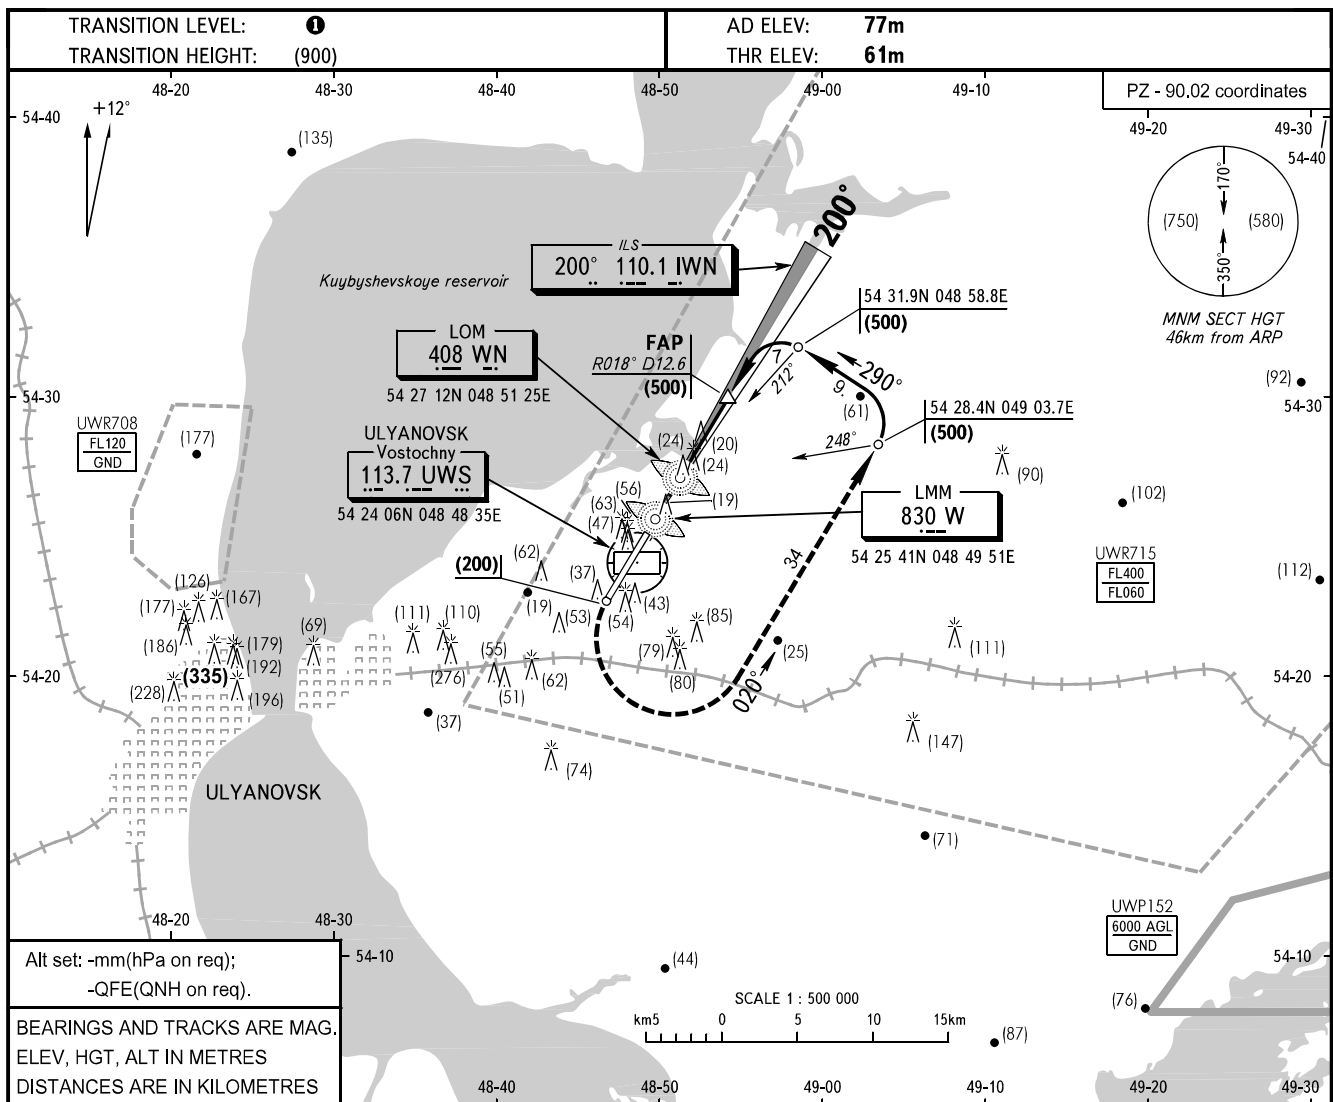 TRANSITION LEVEL: 1
TRANSITION HEIGHT: (900)
AD ELEV: 77m
THR ELEV: 61m
48-20 48-30 48-40 48-50 49-00 49-10
PZ - 90.02 coordinates
49-20 49-30
54-40
54-40
+12°
(135)
170°
(750) (580)
350°
MNM SECT HGT
46km from ARP
200°
ILS
200° 110.1 IWN
Kuybyshevskoye reservoir
54 31.9N 048 58.8E
(500)
LOM
408 WN
54 27 12N 048 51 25E
FAP
R018° D12.6
(500)
7
212°
290°
9.
(61)
(92)
54-30
54-30
54 28.4N 049 03.7E
(500)
248°
UWR708
FL120
GND
(177)
ULYANOVSK
Vostochny
113.7 UWS
54 24 06N 048 48 35E
(24)
(20)
(24)
(19)
(56)
(63)
(47)
(90)
(102)
LMM
830 W
54 25 41N 048 49 51E
UWR715
FL400
FL060
(112)
(200)
(62)
(37)
(19)
(53)
(54)
(43)
34
(85)
(79)
(80)
(25)
(111)
020°
(126)
(177)
(167)
(186)
(179)
(192)
(335)
(228)
(196)
(69)
(111)
(110)
(276)
(55)
(51)
(62)
54-20
54-20
(37)
(74)
(147)
ULYANOVSK
(71)
UWP152
6000 AGL
GND
48-20 48-30
54-10
54-10
(44)
(76)
(87)
Alt set: -mm(hPa on req);
-QFE(QNH on req).
BEARINGS AND TRACKS ARE MAG.
ELEV, HGT, ALT IN METRES
DISTANCES ARE IN KILOMETRES
SCALE 1 : 500 000
km5 0 5 10 15km
48-40 48-50 49-00 49-10 49-20 49-30